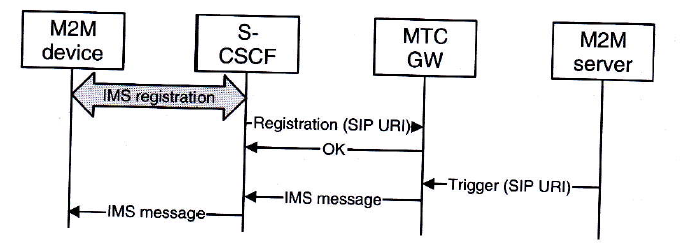 M2M
device
S-
CSCF
MTC
GW
M2M
server
IMS registration
Registration (SIP URI)
OK
Trigger (SIP URI)
IMS message
IMS message